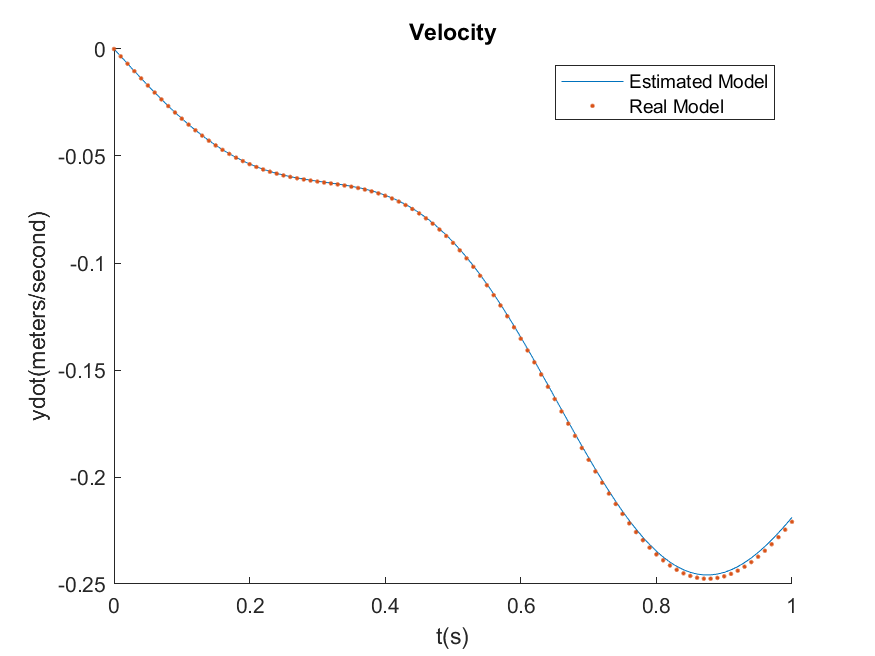 Velocity
Estimated Model
Real Model
0
-0.05
-0.1
-0.15
-0.2
-0.25
ydot(meters/second)
0 0.2 0.4 0.6 0.8 1
t(s)